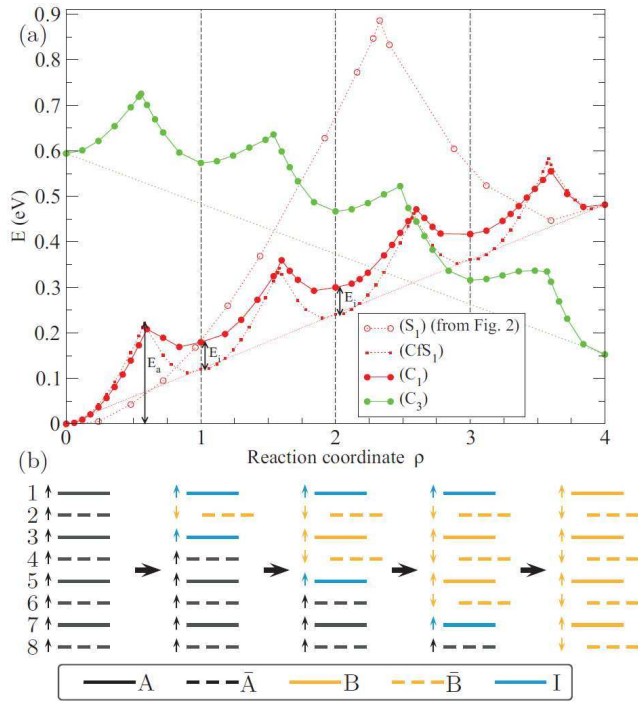 (a)
0.9
0.8
0.7
0.6
0.5
0.4
0.3
0.2
0.1
0
E (eV)
E_a
E_i
E_i
(S_1) (from Fig. 2)
(CfS_1)
(C_1)
(C_3)
0 1 2 3 4
Reaction coordinate ρ
(b)
1
2
3
4
5
6
7
8
A Ā B B̄ I